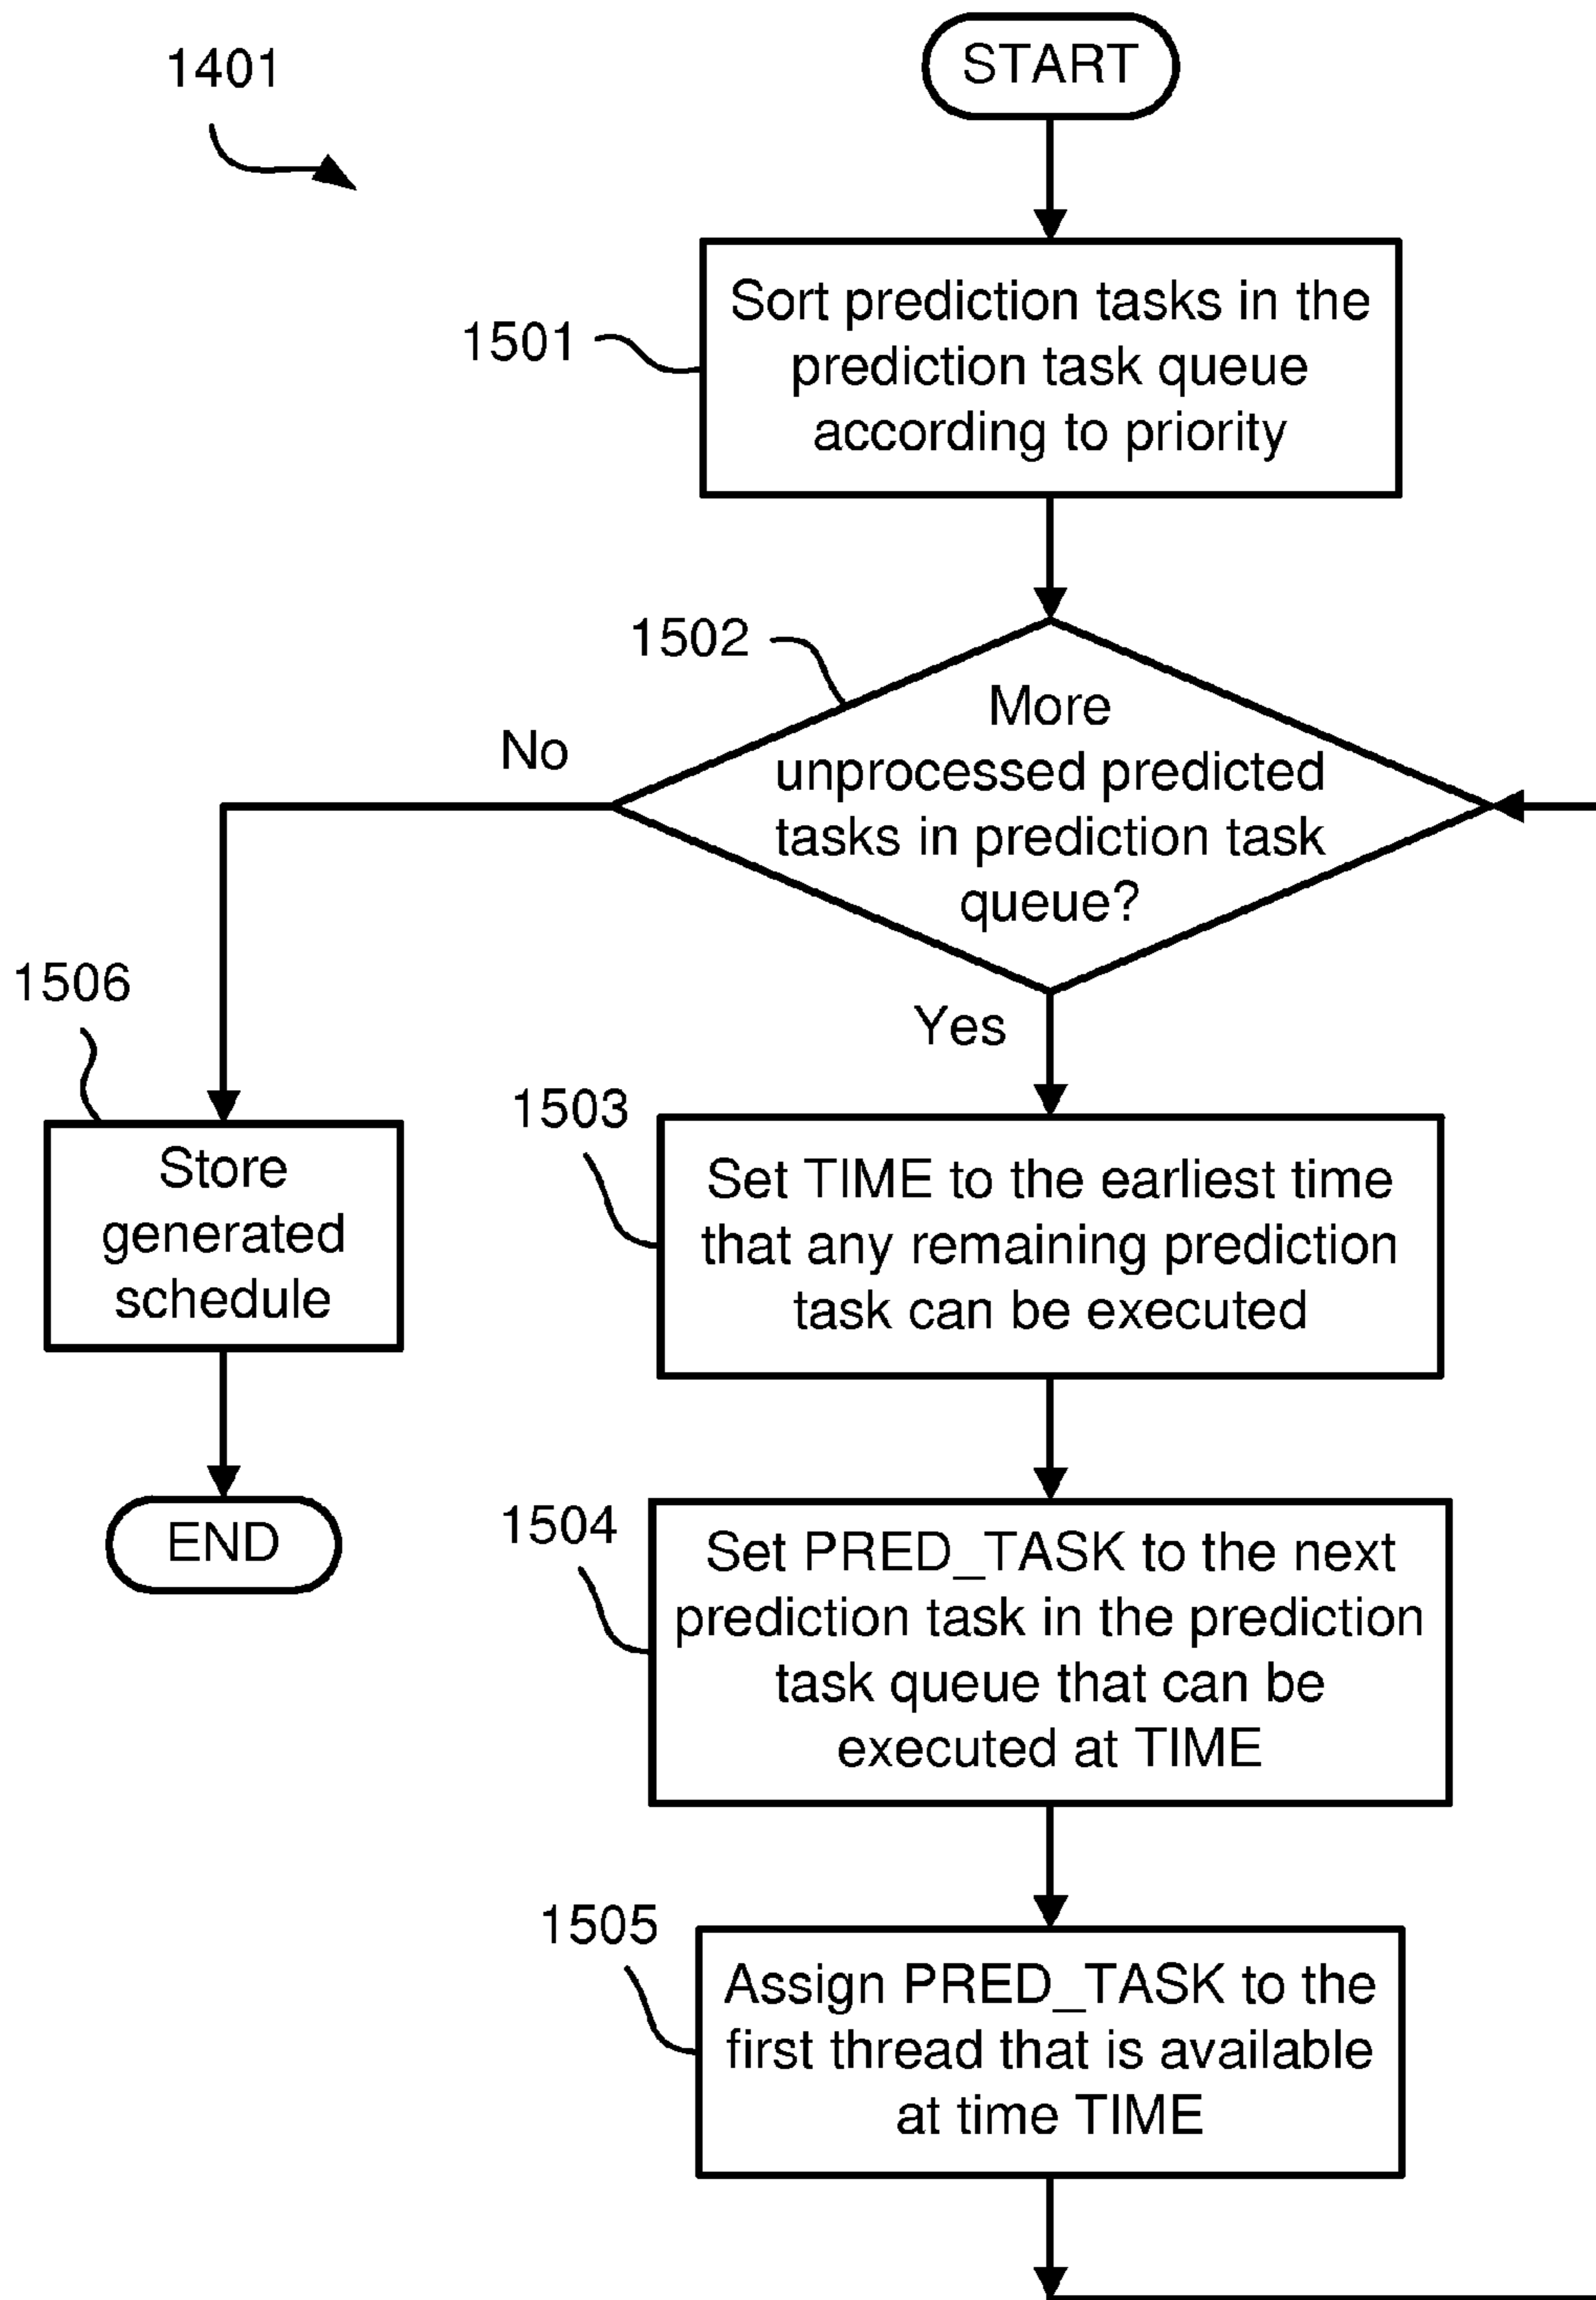 1401
START
1501
Sort prediction tasks in the
prediction task queue
according to priority
1502
More
unprocessed predicted
tasks in prediction task
queue?
No
Yes
1506
Store
generated
schedule
END
1503
Set TIME to the earliest time
that any remaining prediction
task can be executed
1504
Set PRED_TASK to the next
prediction task in the prediction
task queue that can be
executed at TIME
1505
Assign PRED_TASK to the
first thread that is available
at time TIME